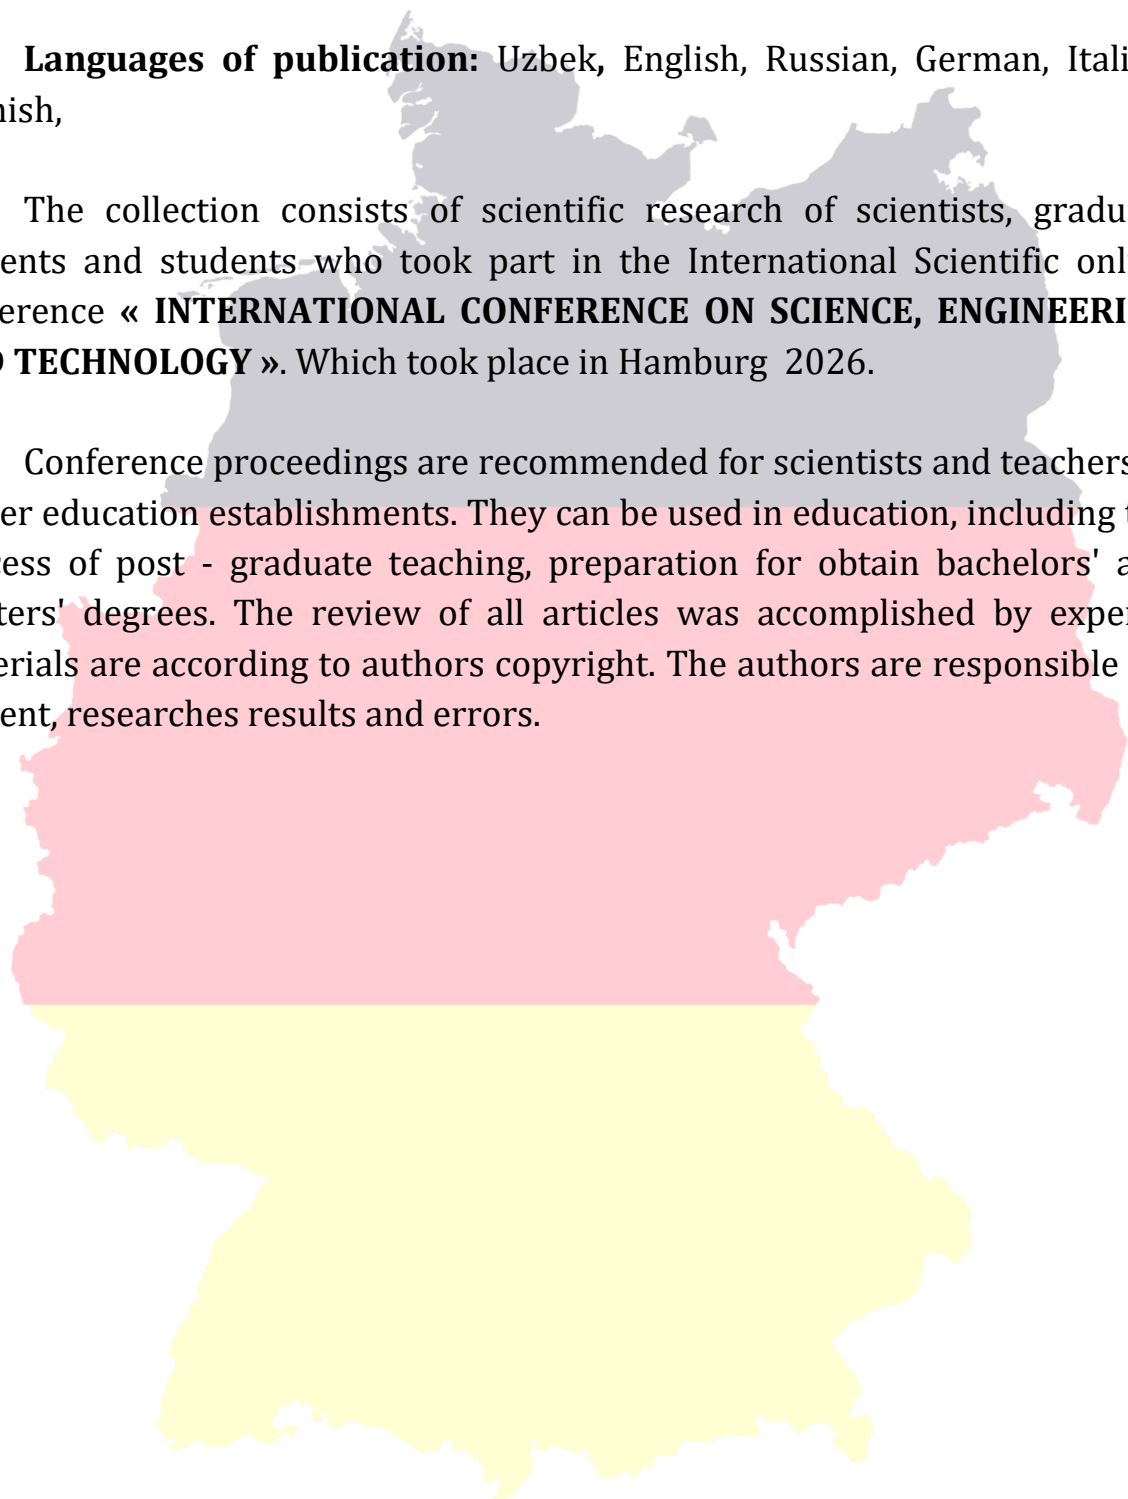 Languages of publication: Uzbek, English, Russian, German, Itali
nish,
The collection consists of scientific research of scientists, gradu
ents and students who took part in the International Scientific onl
erence « INTERNATIONAL CONFERENCE ON SCIENCE, ENGINEERI
TECHNOLOGY ». Which took place in Hamburg 2026.
Conference proceedings are recommended for scientists and teachers
er education establishments. They can be used in education, including t
cess of post - graduate teaching, preparation for obtain bachelors' a
ters' degrees. The review of all articles was accomplished by exper
erials are according to authors copyright. The authors are responsible
ent, researches results and errors.